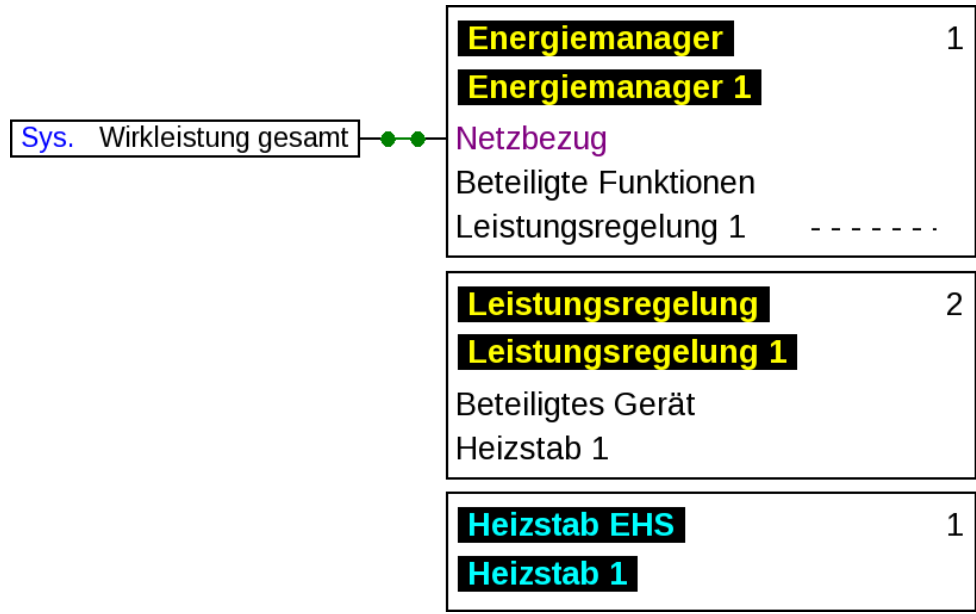 Energiemanager 1
Energiemanager 1
Sys. Wirkleistung gesamt
Netzbezug
Beteiligte Funktionen
Leistungsregelung 1 - - - - - - -
Leistungsregelung 2
Leistungsregelung 1
Beteiligtes Gerät
Heizstab 1
Heizstab EHS 1
Heizstab 1